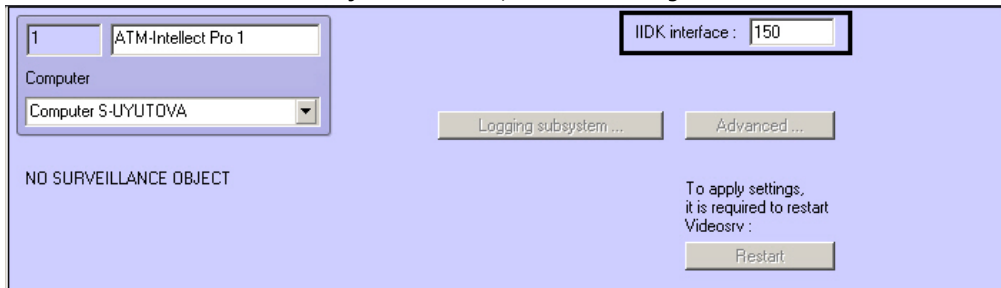 1
ATM-Intellect Pro 1
IIDK interface : 150
Computer
Computer S-UYUTOVA
Logging subsystem ...
Advanced ...
NO SURVEILLANCE OBJECT
To apply settings,
it is required to restart
Videosrv :
Restart